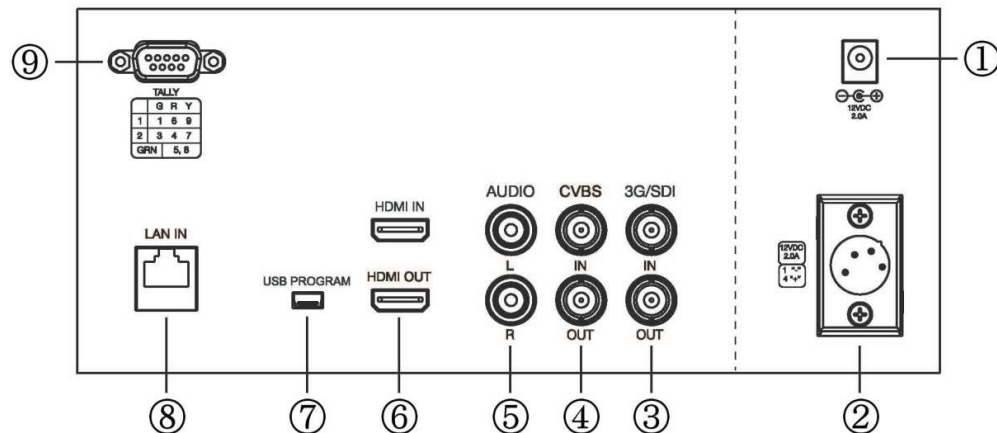 ⑨
TALLY
G R Y
1 1 6 9
2 3 4 7
GRN 5, 8
①
12VDC
2.0A
AUDIO CVBS 3G/SDI
HDMI IN
L IN IN
LAN IN
USB PROGRAM HDMI OUT
R OUT OUT
12VDC
2.0A
1 "-"
4 "+"
⑧ ⑦ ⑥ ⑤ ④ ③ ②